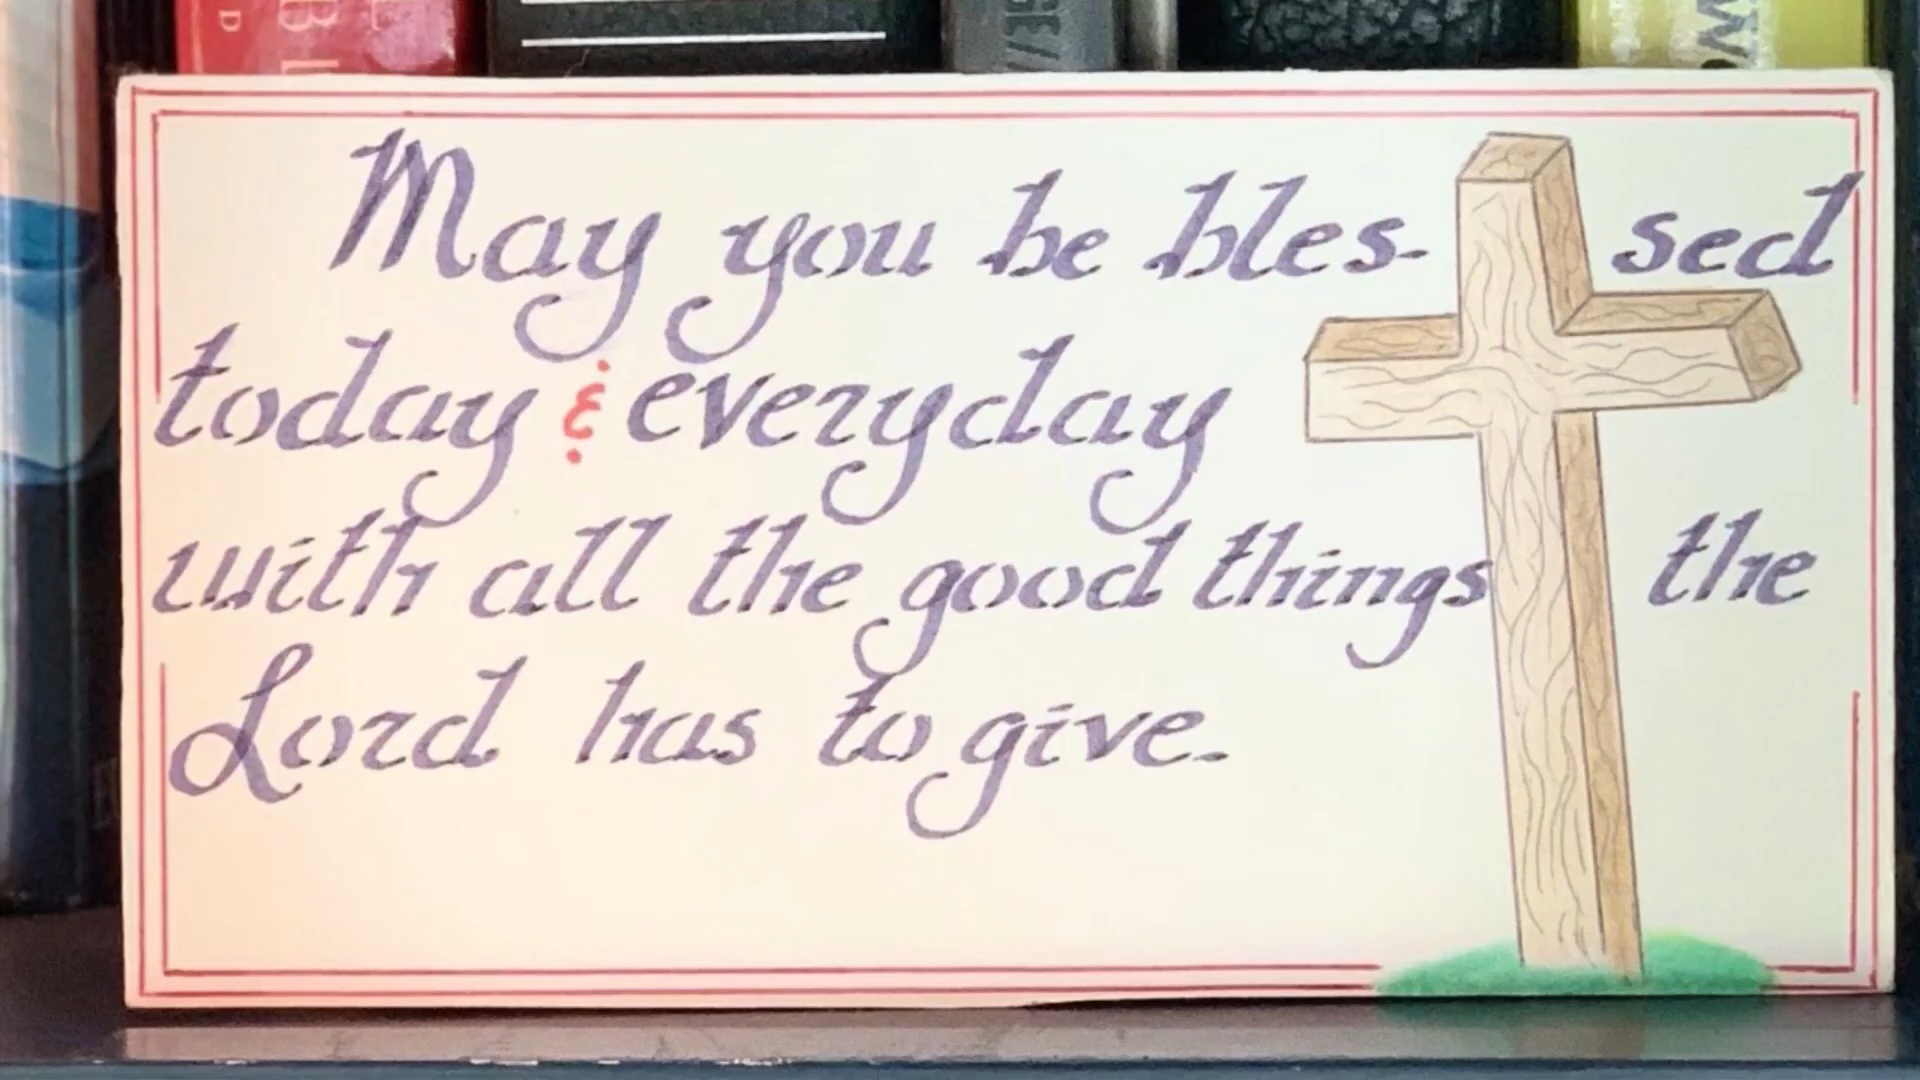 May you be bles- sed
today & everyday
with all the good things the
Lord has to give.